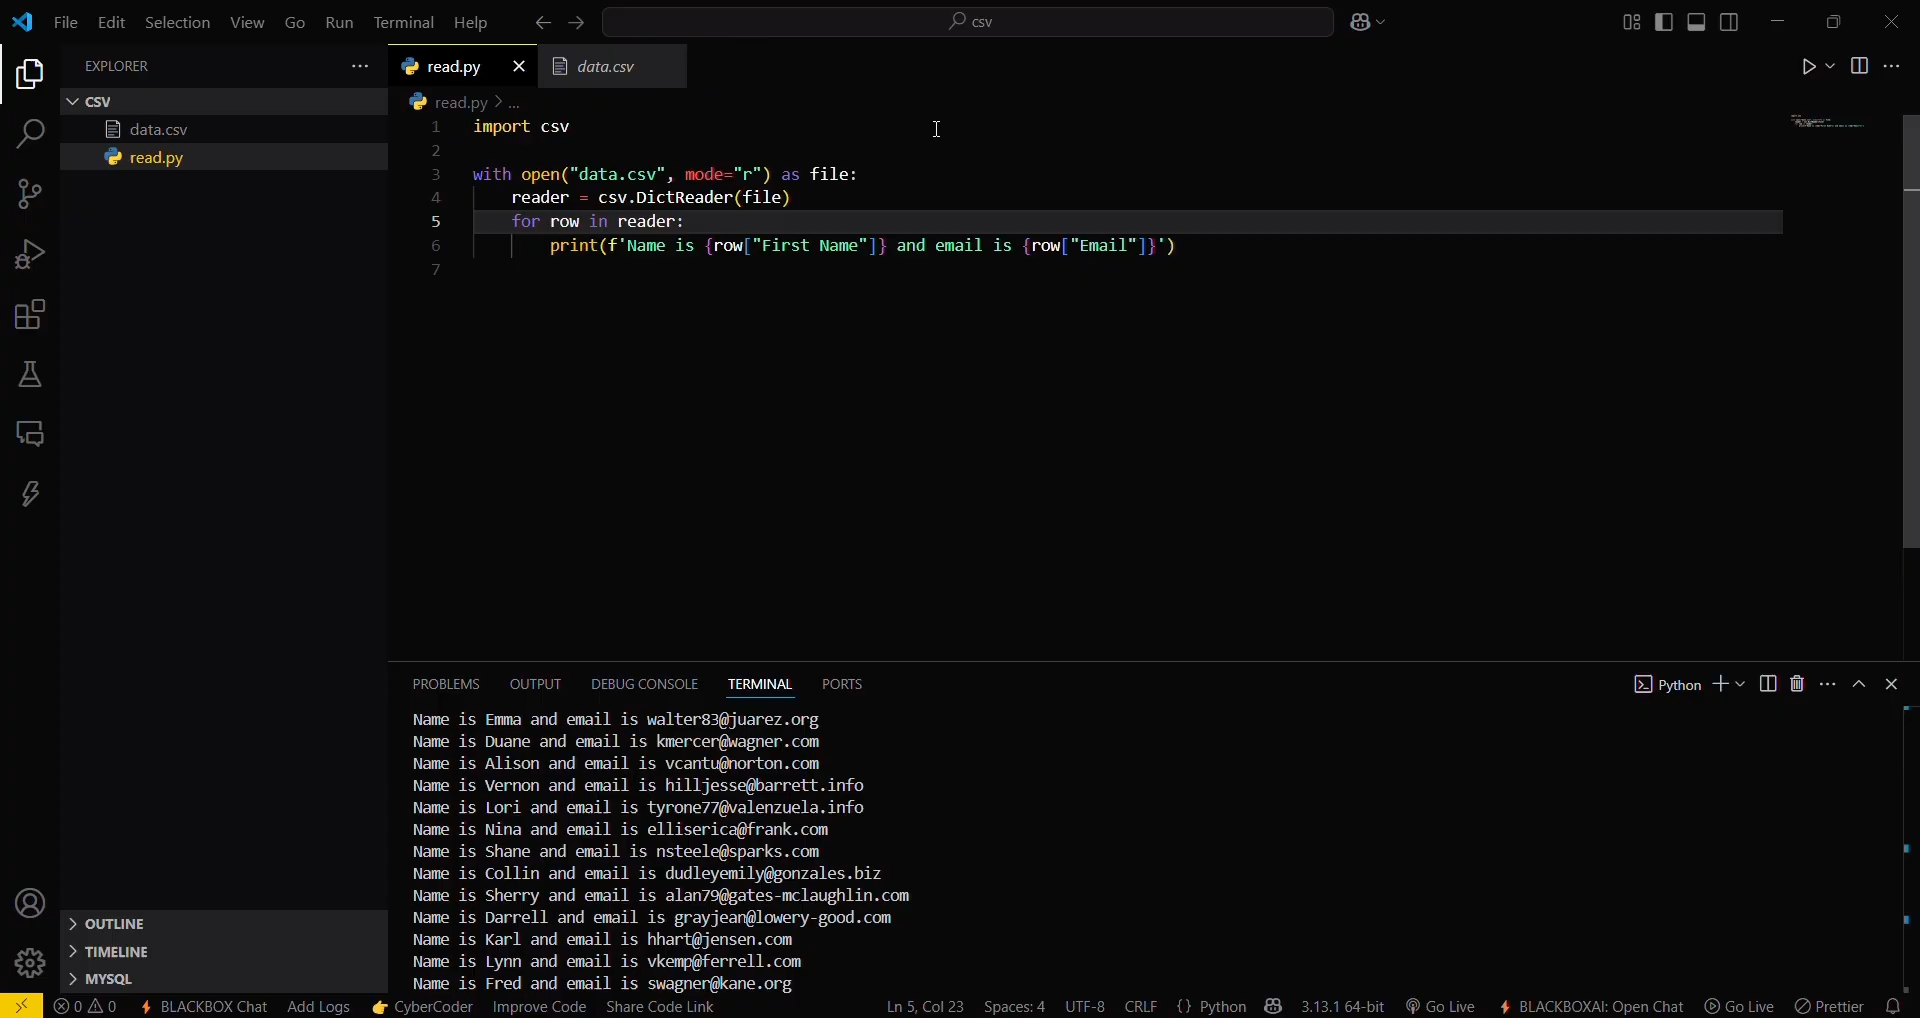 File Edit Selection View Go Run Terminal Help
csv
EXPLORER
CSV
data.csv
read.py
OUTLINE
TIMELINE
MYSQL
read.py
data.csv
read.py > ...
1 import csv
2
3 with open("data.csv", mode="r") as file:
4 reader = csv.DictReader(file)
5 for row in reader:
6 print(f'Name is {row["First Name"]} and email is {row["Email"]}')
7
PROBLEMS OUTPUT DEBUG CONSOLE TERMINAL PORTS
Python
Name is Emma and email is walter83@juarez.org
Name is Duane and email is kmercer@wagner.com
Name is Alison and email is vcantu@norton.com
Name is Vernon and email is hilljesse@barrett.info
Name is Lori and email is tyrone77@valenzuela.info
Name is Nina and email is elliserica@frank.com
Name is Shane and email is nsteele@sparks.com
Name is Collin and email is dudleyemily@gonzales.biz
Name is Sherry and email is alan79@gates-mclaughlin.com
Name is Darrell and email is grayjean@lowery-good.com
Name is Karl and email is hhart@jensen.com
Name is Lynn and email is vkemp@ferrell.com
Name is Fred and email is swagner@kane.org
0 0 BLACKBOX Chat Add Logs CyberCoder Improve Code Share Code Link Ln 5, Col 23 Spaces: 4 UTF-8 CRLF {} Python 3.13.1 64-bit Go Live BLACKBOXAI: Open Chat Go Live Prettier